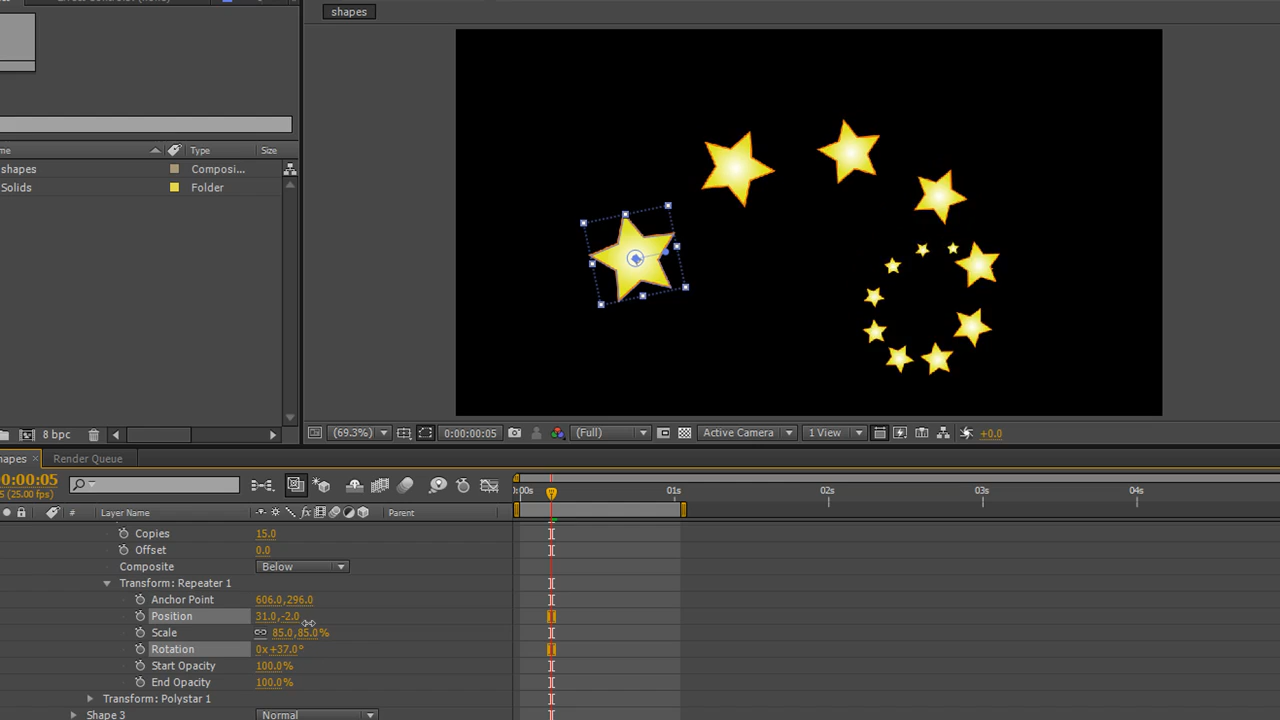 shapes
me Type Size
shapes Composi...
Solids Folder
8 bpc
(69.3%) 0:00:00:05 (Full) Active Camera 1 View +0.0
Render Queue
0:00:00:05
(25.00 fps)
# Layer Name fx Parent
:00s 01s 02s 03s 04s
Copies 15.0
Offset 0.0
Composite Below
Transform: Repeater 1
Anchor Point 606.0,296.0
Position 31.0,-2.0
Scale 85.0,85.0%
Rotation 0x+37.0°
Start Opacity 100.0%
End Opacity 100.0%
Transform: Polystar 1
Shape 3 Normal